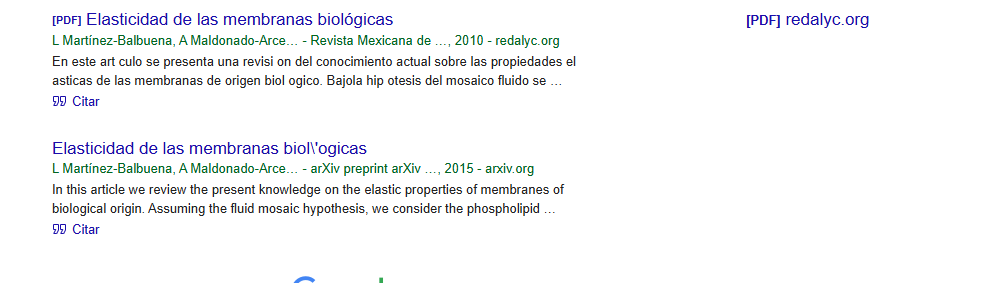 [PDF] Elasticidad de las membranas biológicas
[PDF] redalyc.org
L Martínez-Balbuena, A Maldonado-Arce… - Revista Mexicana de …, 2010 - redalyc.org
En este art culo se presenta una revisi on del conocimiento actual sobre las propiedades el
asticas de las membranas de origen biol ogico. Bajola hip otesis del mosaico fluido se …
Citar
Elasticidad de las membranas biol\'ogicas
L Martínez-Balbuena, A Maldonado-Arce… - arXiv preprint arXiv …, 2015 - arxiv.org
In this article we review the present knowledge on the elastic properties of membranes of
biological origin. Assuming the fluid mosaic hypothesis, we consider the phospholipid …
Citar